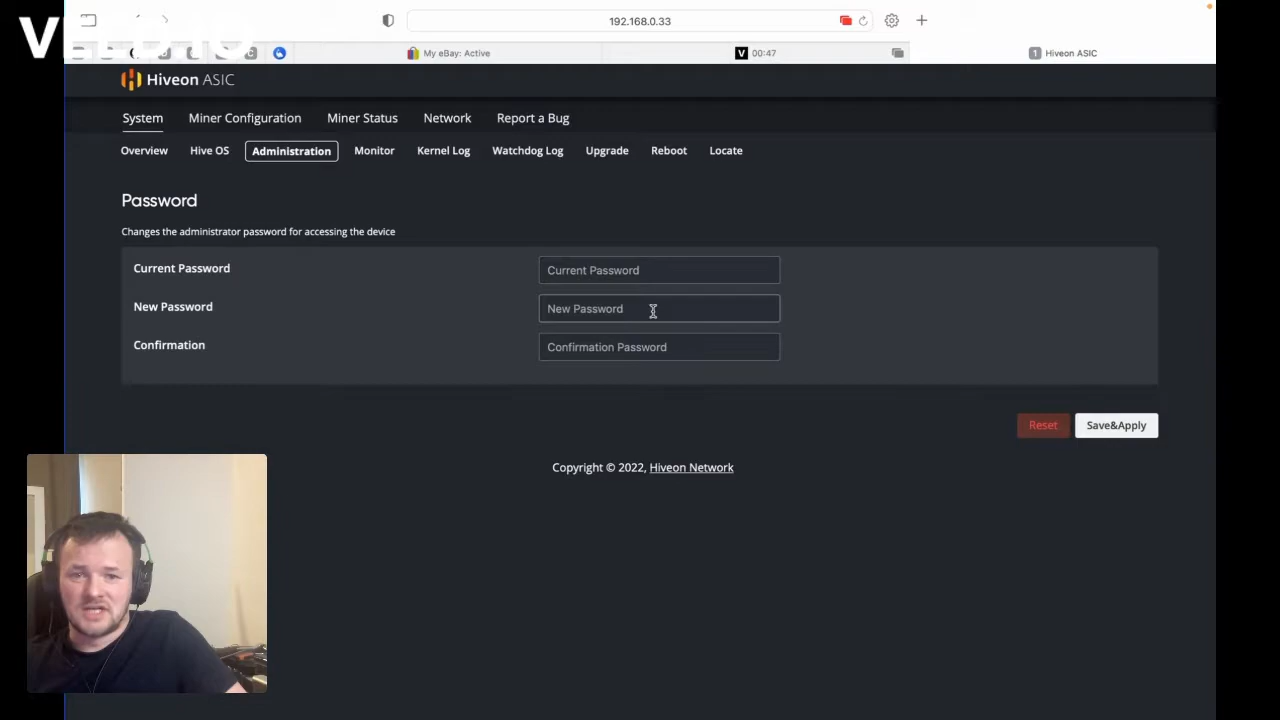 VEED.IO
192.168.0.33
My eBay: Active
V 00:47
1 Hiveon ASIC
Hiveon ASIC
System Miner Configuration Miner Status Network Report a Bug
Overview Hive OS Administration Monitor Kernel Log Watchdog Log Upgrade Reboot Locate
Password
Changes the administrator password for accessing the device
Current Password Current Password
New Password New Password
Confirmation Confirmation Password
Reset Save&Apply
Copyright © 2022, Hiveon Network